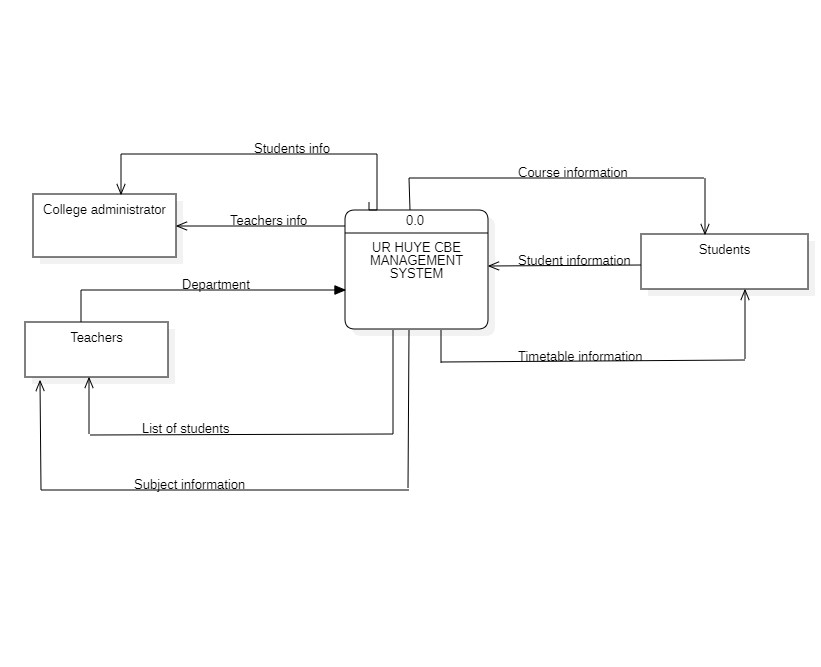 Students info
Course information
College administrator
Teachers info
0.0
UR HUYE CBE
MANAGEMENT
SYSTEM
Students
Student information
Department
Teachers
Timetable information
List of students
Subject information